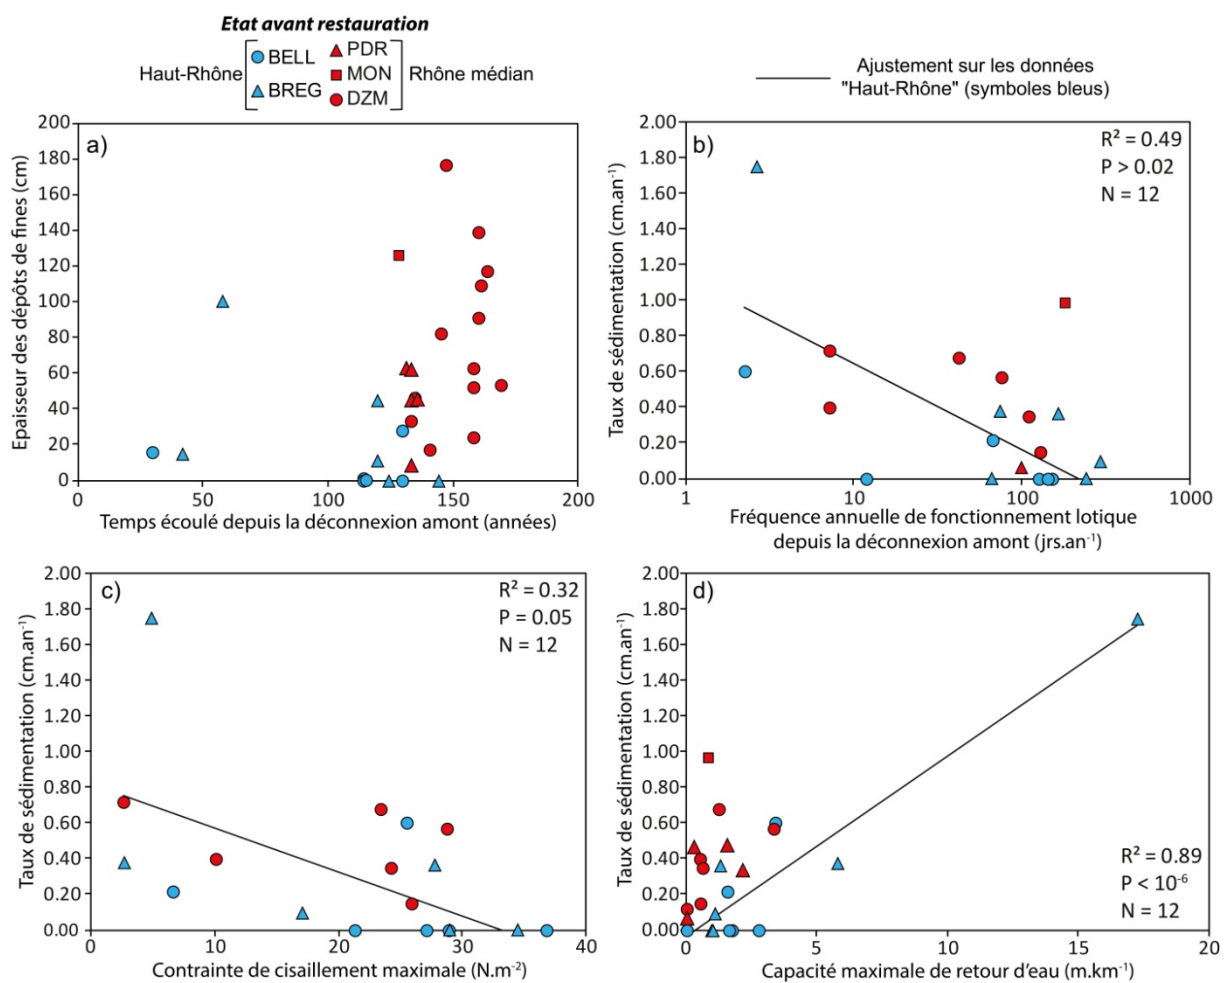 Etat avant restauration
Haut-Rhône
BELL
BREG
PDR
MON
DZM
Rhône médian
Ajustement sur les données
"Haut-Rhône" (symboles bleus)
a)
Epaisseur des dépôts de fines (cm)
200
180
160
140
120
100
80
60
40
20
0
0 50 100 150 200
Temps écoulé depuis la déconnexion amont (années)
b)
R² = 0.49
P > 0.02
N = 12
Taux de sédimentation (cm.an⁻¹)
2.00
1.80
1.60
1.40
1.20
1.00
0.80
0.60
0.40
0.20
0.00
1 10 100 1000
Fréquence annuelle de fonctionnement lotique
depuis la déconnexion amont (jrs.an⁻¹)
c)
R² = 0.32
P = 0.05
N = 12
Taux de sédimentation (cm.an⁻¹)
2.00
1.80
1.60
1.40
1.20
1.00
0.80
0.60
0.40
0.20
0.00
0 10 20 30 40
Contrainte de cisaillement maximale (N.m⁻²)
d)
Taux de sédimentation (cm.an⁻¹)
2.00
1.80
1.60
1.40
1.20
1.00
0.80
0.60
0.40
0.20
0.00
R² = 0.89
P < 10⁻⁶
N = 12
0 5 10 15 20
Capacité maximale de retour d'eau (m.km⁻¹)